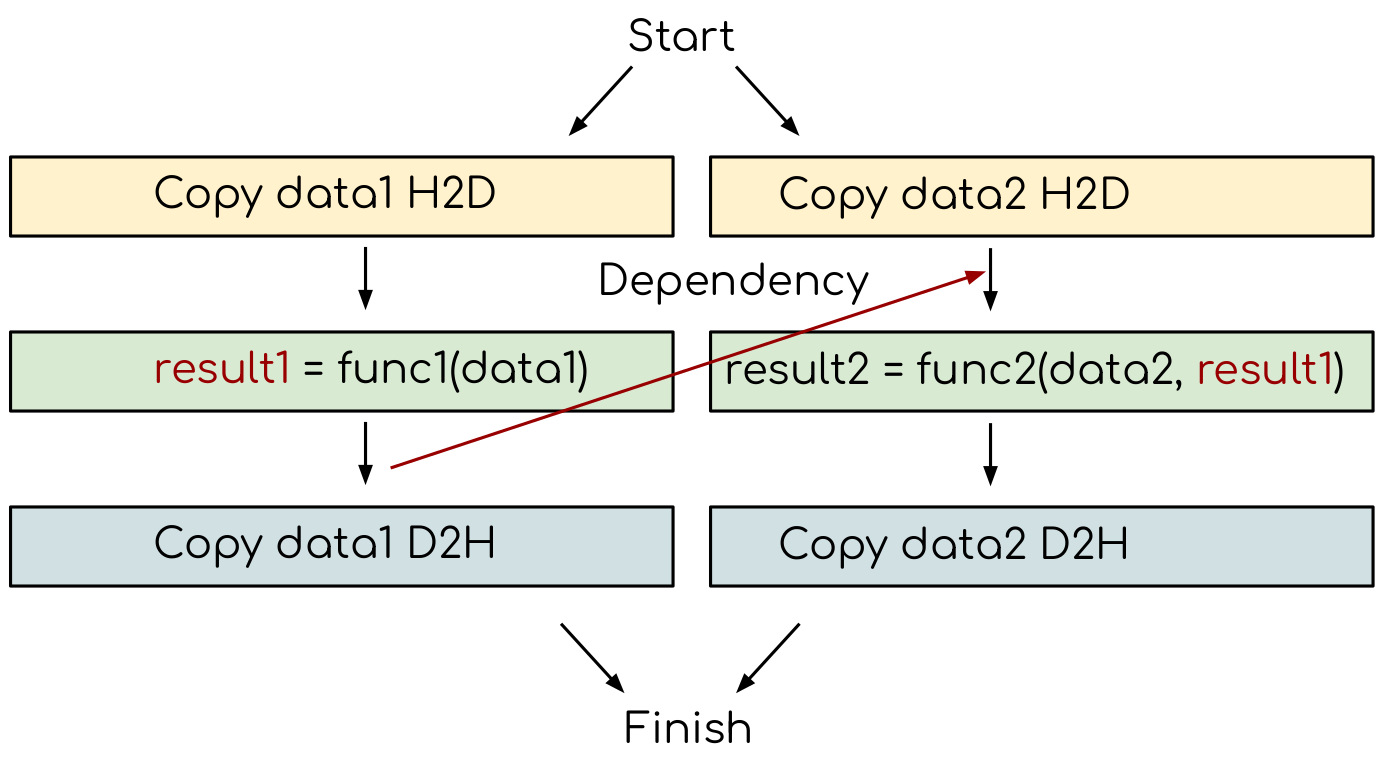 Start
Copy data1 H2D
Copy data2 H2D
Dependency
result1 = func1(data1)
result2 = func2(data2, result1)
Copy data1 D2H
Copy data2 D2H
Finish